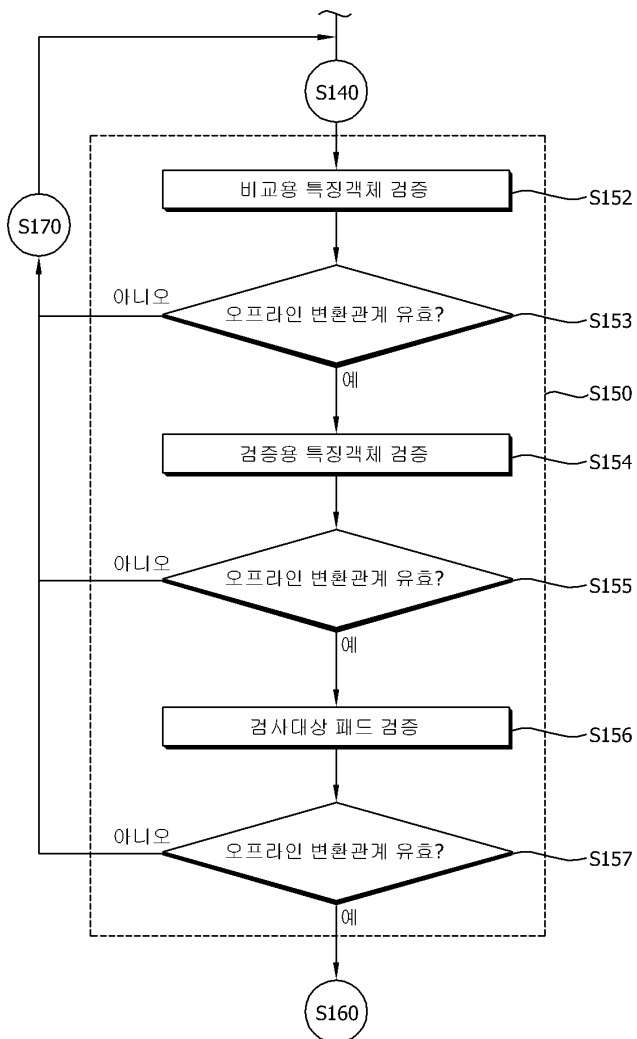 S140
비교용 특징객체 검증
S152
S170
아니오
오프라인 변환관계 유효?
S153
예
S150
검증용 특징객체 검증
S154
아니오
오프라인 변환관계 유효?
S155
예
검사대상 패드 검증
S156
아니오
오프라인 변환관계 유효?
S157
예
S160